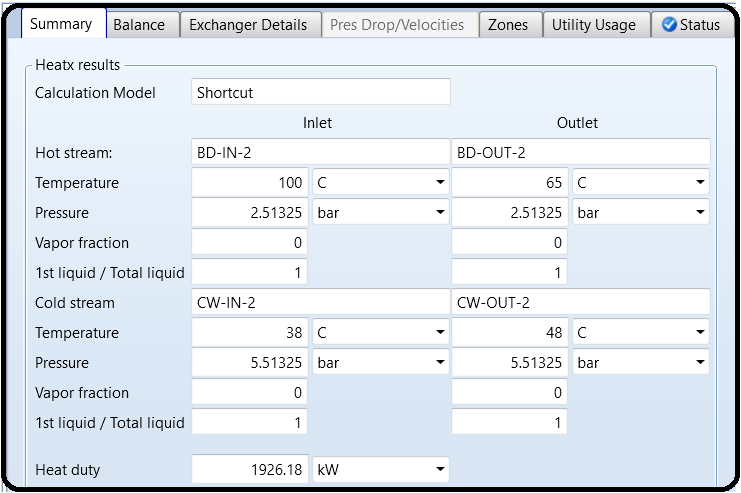 Summary Balance Exchanger Details Pres Drop/Velocities Zones Utility Usage Status
Heatx results
Calculation Model Shortcut
Inlet Outlet
Hot stream: BD-IN-2 BD-OUT-2
Temperature 100 C 65 C
Pressure 2.51325 bar 2.51325 bar
Vapor fraction 0 0
1st liquid / Total liquid 1 1
Cold stream CW-IN-2 CW-OUT-2
Temperature 38 C 48 C
Pressure 5.51325 bar 5.51325 bar
Vapor fraction 0 0
1st liquid / Total liquid 1 1
Heat duty 1926.18 kW